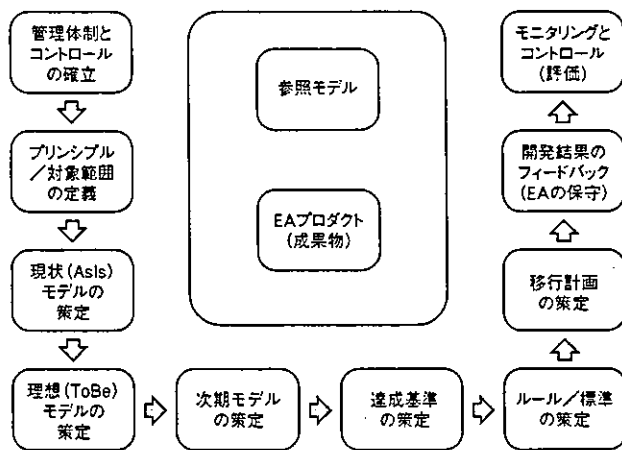 管理体制と
コントロール
の確立
プリンシプル
／対象範囲
の定義
現状(AsIs)
モデルの
策定
理想(ToBe)
モデルの
策定
次期モデル
の策定
達成基準
の策定
ルール／標準
の策定
移行計画
の策定
開発結果の
フィードバック
(EAの保守)
モニタリングと
コントロール
(評価)
参照モデル
EAプロダクト
(成果物)